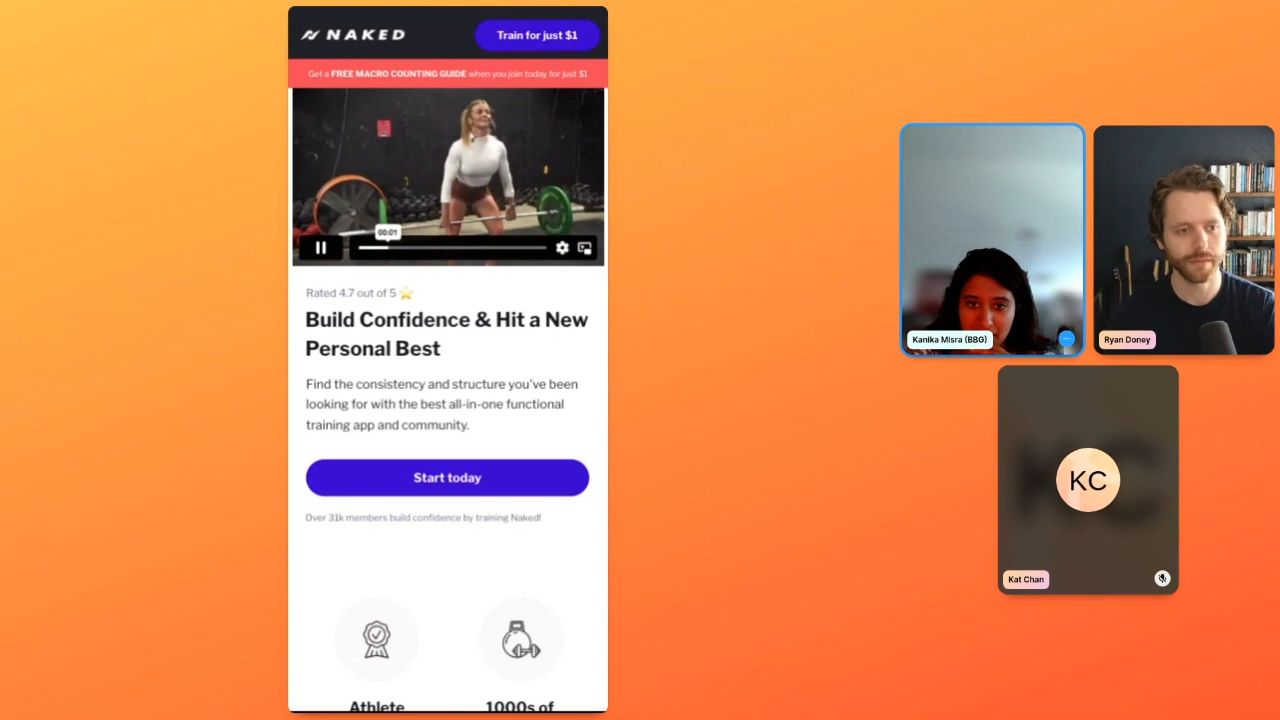 NAKED
Train for just $1
Get a FREE MACRO COUNTING GUIDE when you join today for just $1
00:01
Rated 4.7 out of 5
Build Confidence & Hit a New
Personal Best
Find the consistency and structure you've been
looking for with the best all-in-one functional
training app and community.
Start today
Over 31k members build confidence by training Naked!
Athlete
1000s of
Kanika Misra (BBG)
Ryan Doney
KC
Kat Chan